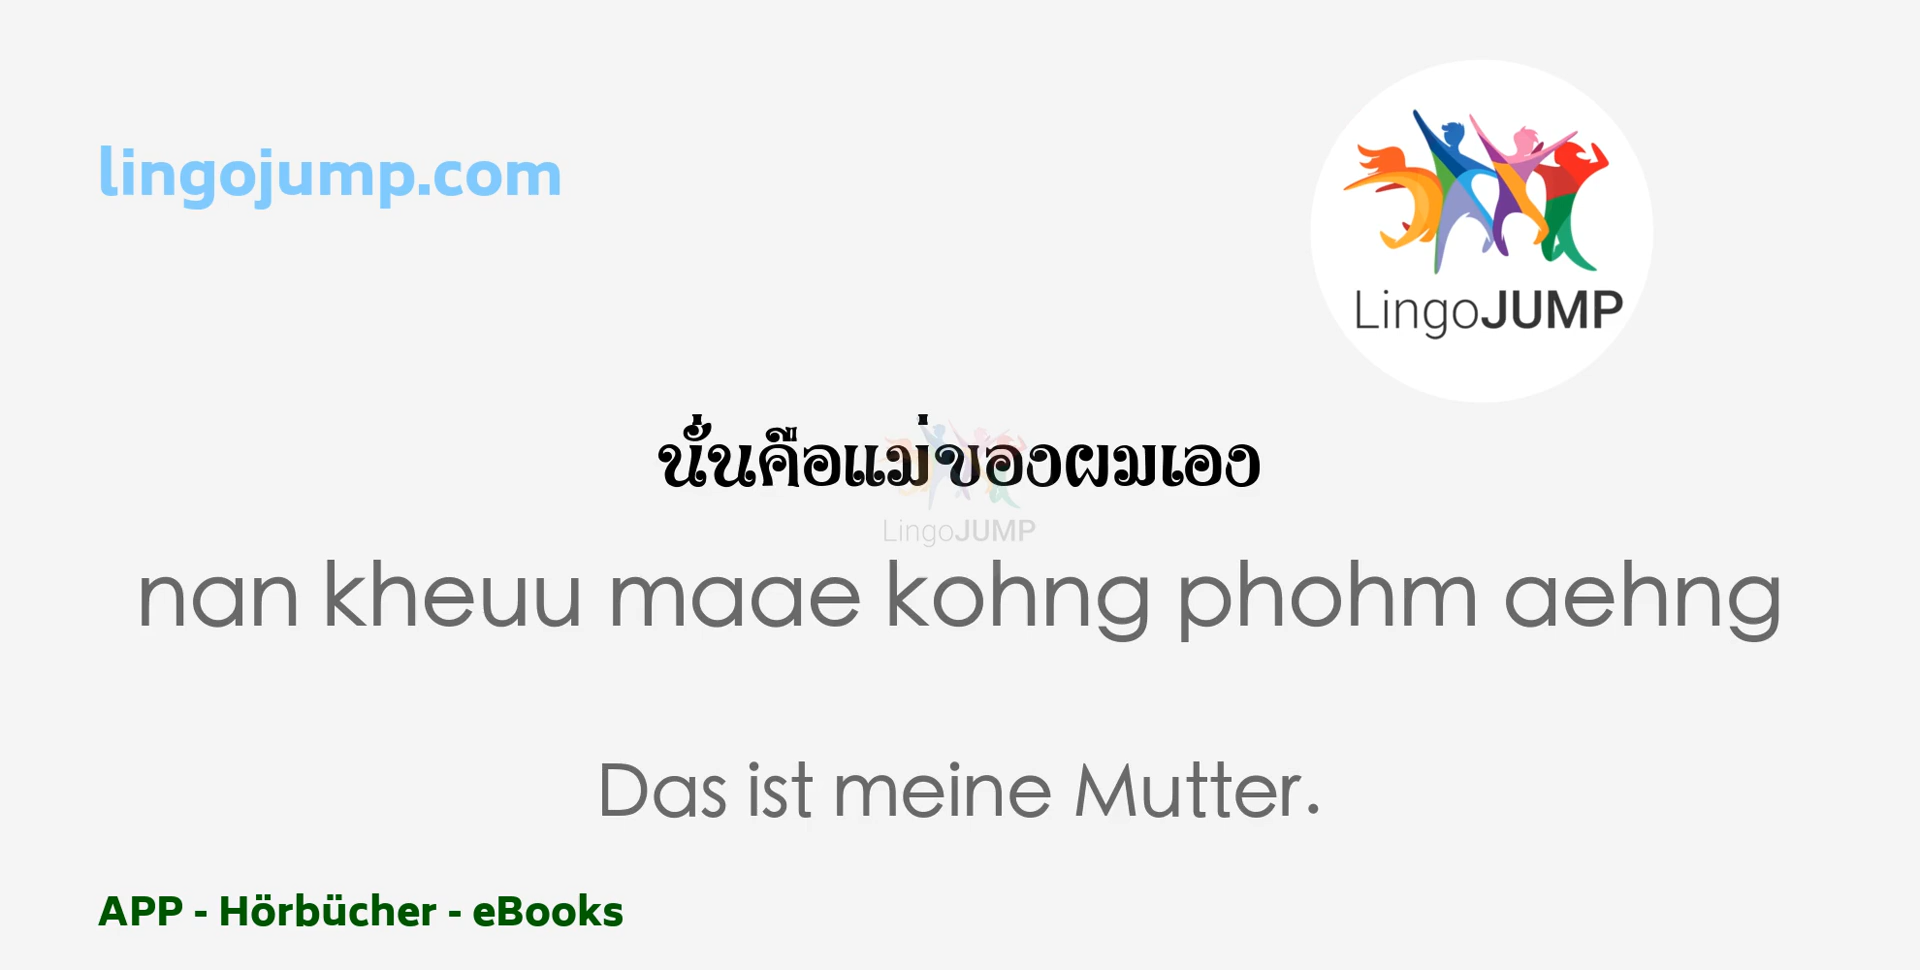 lingojump.com
LingoJUMP
นั่นคือแม่ของผมเอง
LingoJUMP
nan kheuu maae kohng phohm aehng
Das ist meine Mutter.
APP - Hörbücher - eBooks